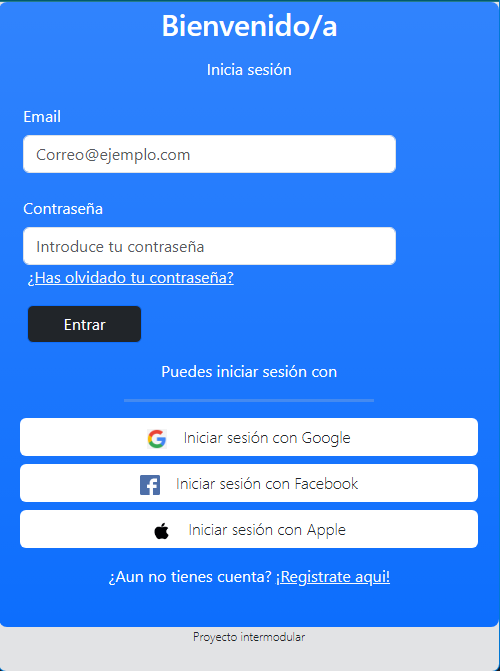 Bienvenido/a
Inicia sesión
Email
Correo@ejemplo.com
Contraseña
Introduce tu contraseña
¿Has olvidado tu contraseña?
Entrar
Puedes iniciar sesión con
Iniciar sesión con Google
Iniciar sesión con Facebook
Iniciar sesión con Apple
¿Aun no tienes cuenta? ¡Registrate aqui!
Proyecto intermodular